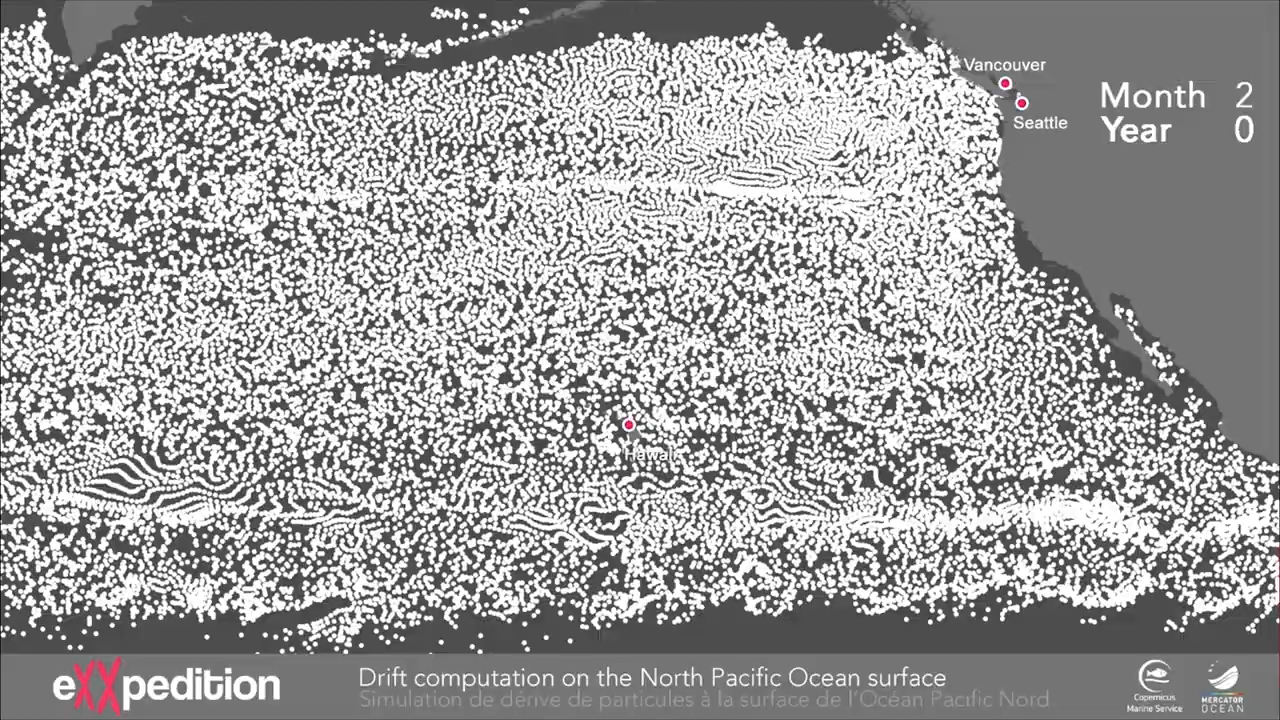 Vancouver
Seattle
Month 2
Year 0
Hawaii
eXXpedition
Drift computation on the North Pacific Ocean surface
Simulation de dérive de particules à la surface de l'Océan Pacific Nord
Copernicus
Marine Service
MERCATOR
OCEAN